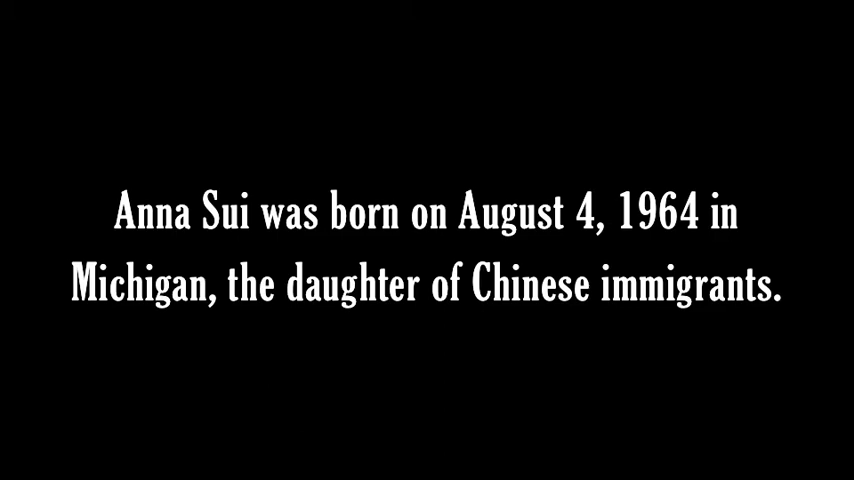 Anna Sui was born on August 4, 1964 in
Michigan, the daughter of Chinese immigrants.